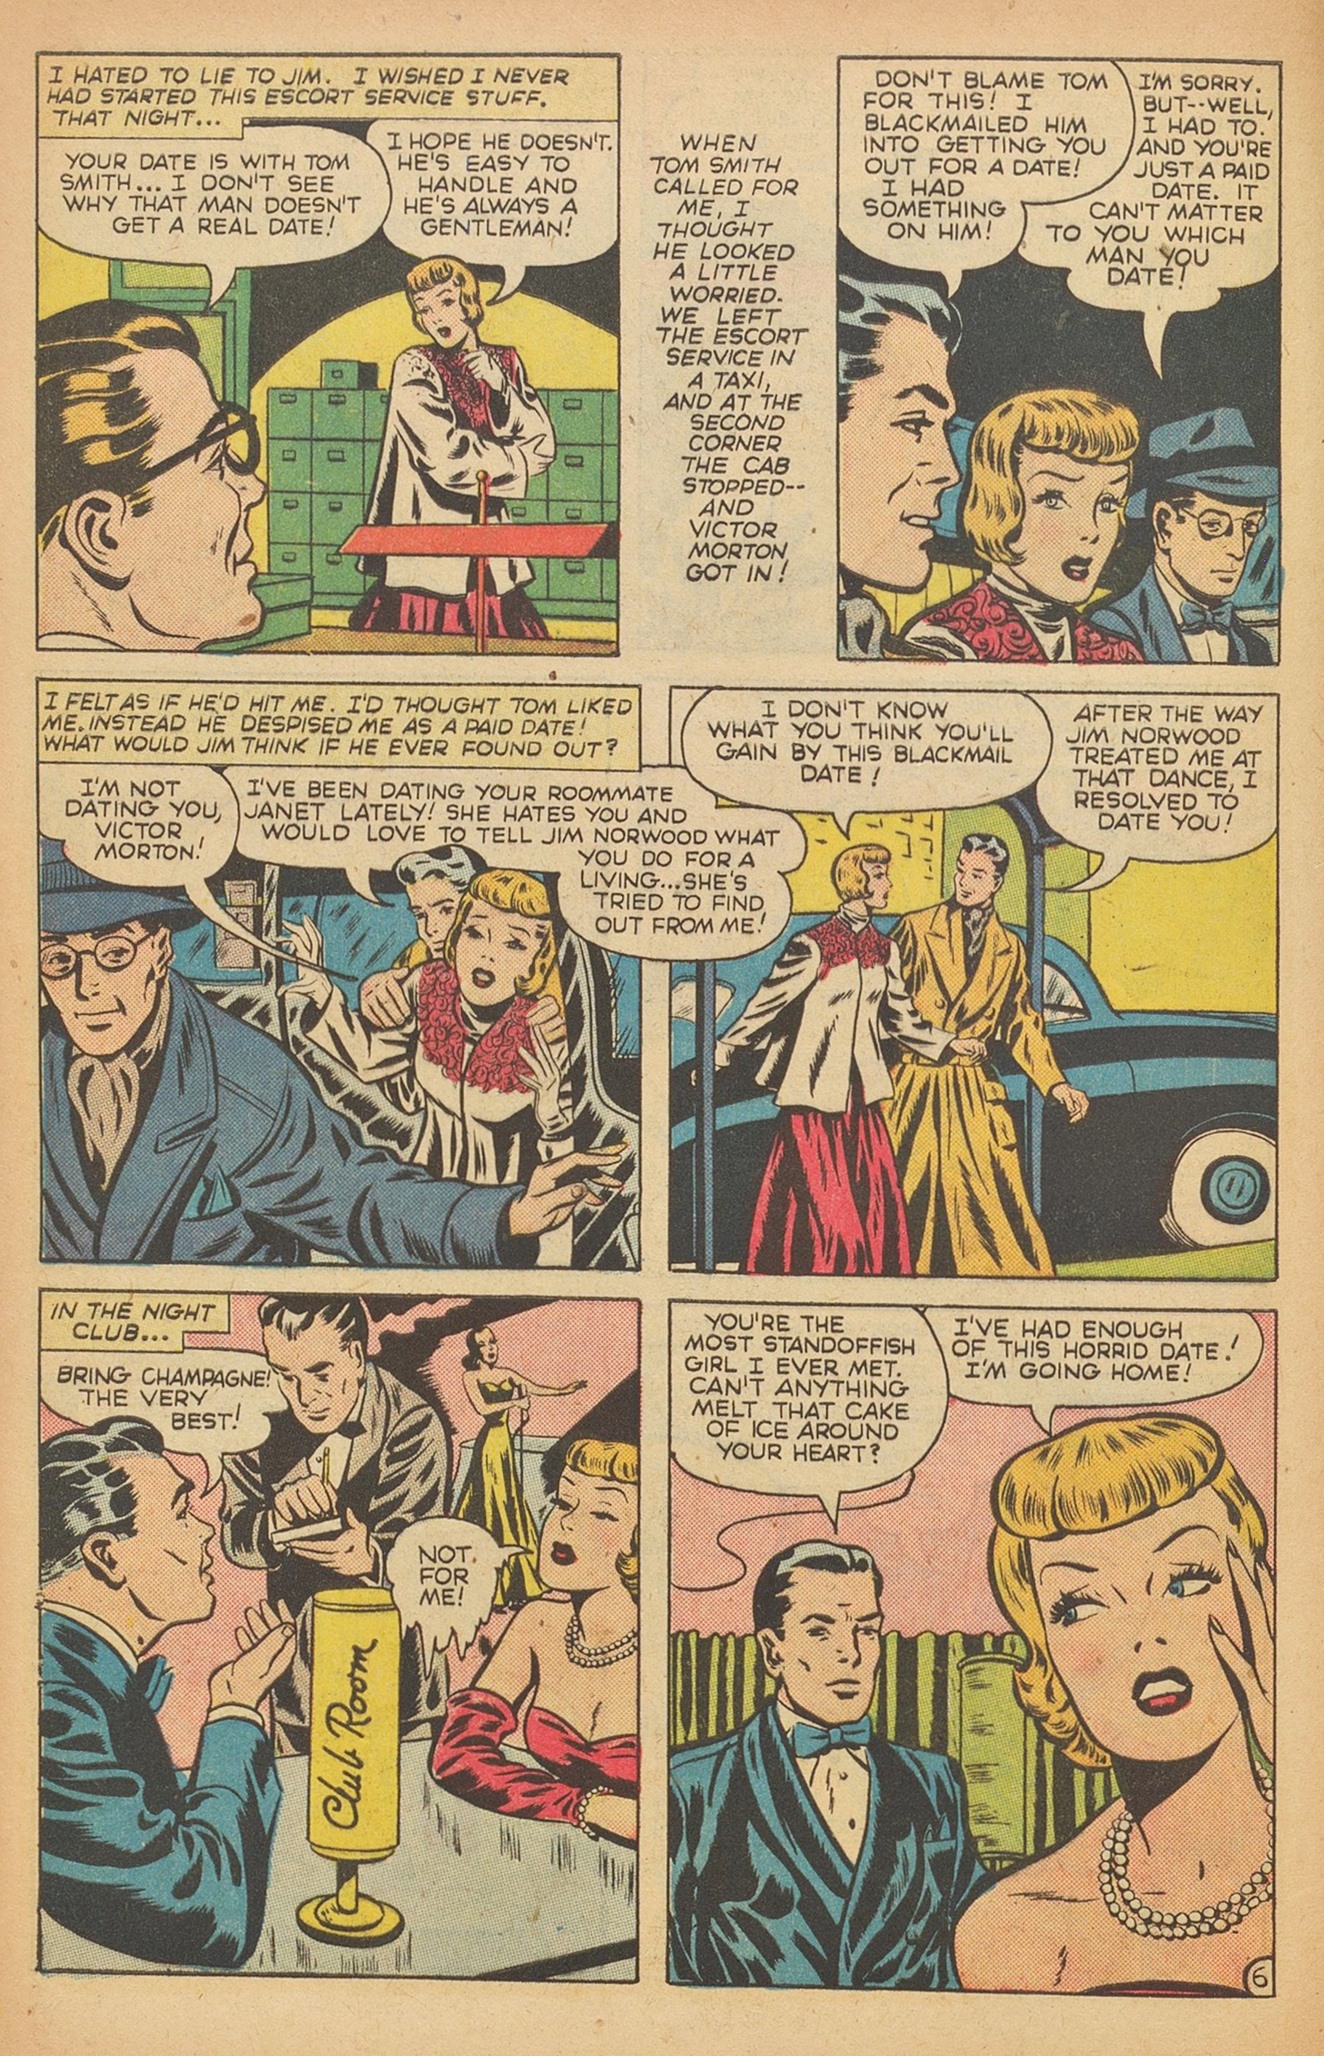 I HATED TO LIE TO JIM. I WISHED I NEVER
HAD STARTED THIS ESCORT SERVICE STUFF.
THAT NIGHT...
YOUR DATE IS WITH TOM
SMITH... I DON'T SEE
WHY THAT MAN DOESN'T
GET A REAL DATE!
I HOPE HE DOESN'T.
HE'S EASY TO
HANDLE AND
HE'S ALWAYS A
GENTLEMAN!
WHEN
TOM SMITH
CALLED FOR
ME, I
THOUGHT
HE LOOKED
A LITTLE
WORRIED.
WE LEFT
THE ESCORT
SERVICE IN
A TAXI,
AND AT THE
SECOND
CORNER
THE CAB
STOPPED--
AND
VICTOR
MORTON
GOT IN!
DON'T BLAME TOM
FOR THIS! I
BLACKMAILED HIM
INTO GETTING YOU
OUT FOR A DATE!
I HAD
SOMETHING
ON HIM!
I'M SORRY.
BUT--WELL,
I HAD TO.
AND YOU'RE
JUST A PAID
DATE. IT
CAN'T MATTER
TO YOU WHICH
MAN YOU
DATE!
I FELT AS IF HE'D HIT ME. I'D THOUGHT TOM LIKED
ME. INSTEAD HE DESPISED ME AS A PAID DATE!
WHAT WOULD JIM THINK IF HE EVER FOUND OUT?
I'M NOT
DATING YOU,
VICTOR
MORTON!
I'VE BEEN DATING YOUR ROOMMATE
JANET LATELY! SHE HATES YOU AND
WOULD LOVE TO TELL JIM NORWOOD WHAT
YOU DO FOR A
LIVING...SHE'S
TRIED TO FIND
OUT FROM ME!
I DON'T KNOW
WHAT YOU THINK YOU'LL
GAIN BY THIS BLACKMAIL
DATE!
AFTER THE WAY
JIM NORWOOD
TREATED ME AT
THAT DANCE, I
RESOLVED TO
DATE YOU!
IN THE NIGHT
CLUB...
BRING CHAMPAGNE!
THE VERY
BEST!
NOT
FOR
ME!
Club Room
YOU'RE THE
MOST STANDOFFISH
GIRL I EVER MET.
CAN'T ANYTHING
MELT THAT CAKE
OF ICE AROUND
YOUR HEART?
I'VE HAD ENOUGH
OF THIS HORRID DATE!
I'M GOING HOME!
6